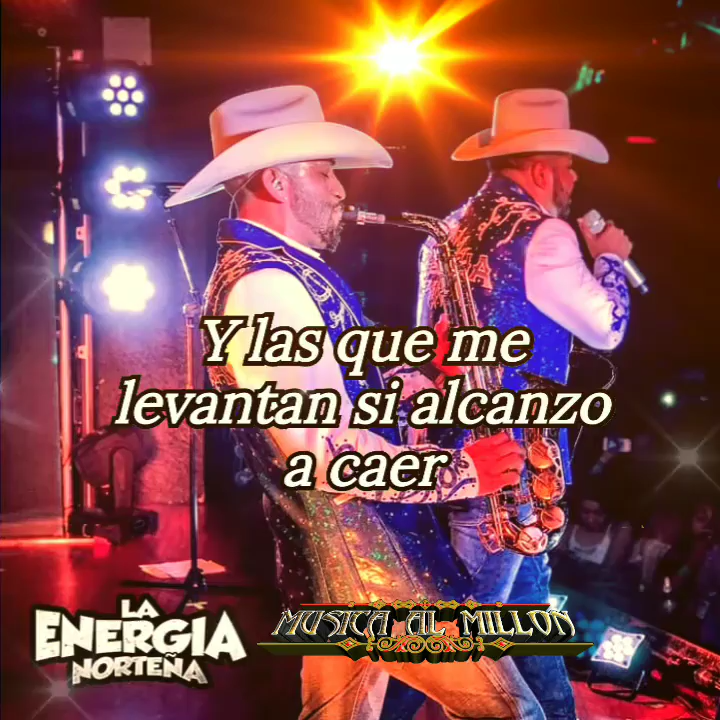 Y las que me
levantan si alcanzo
a caer
LA
ENERGIA
NORTEÑA
MUSICA AL MILLON